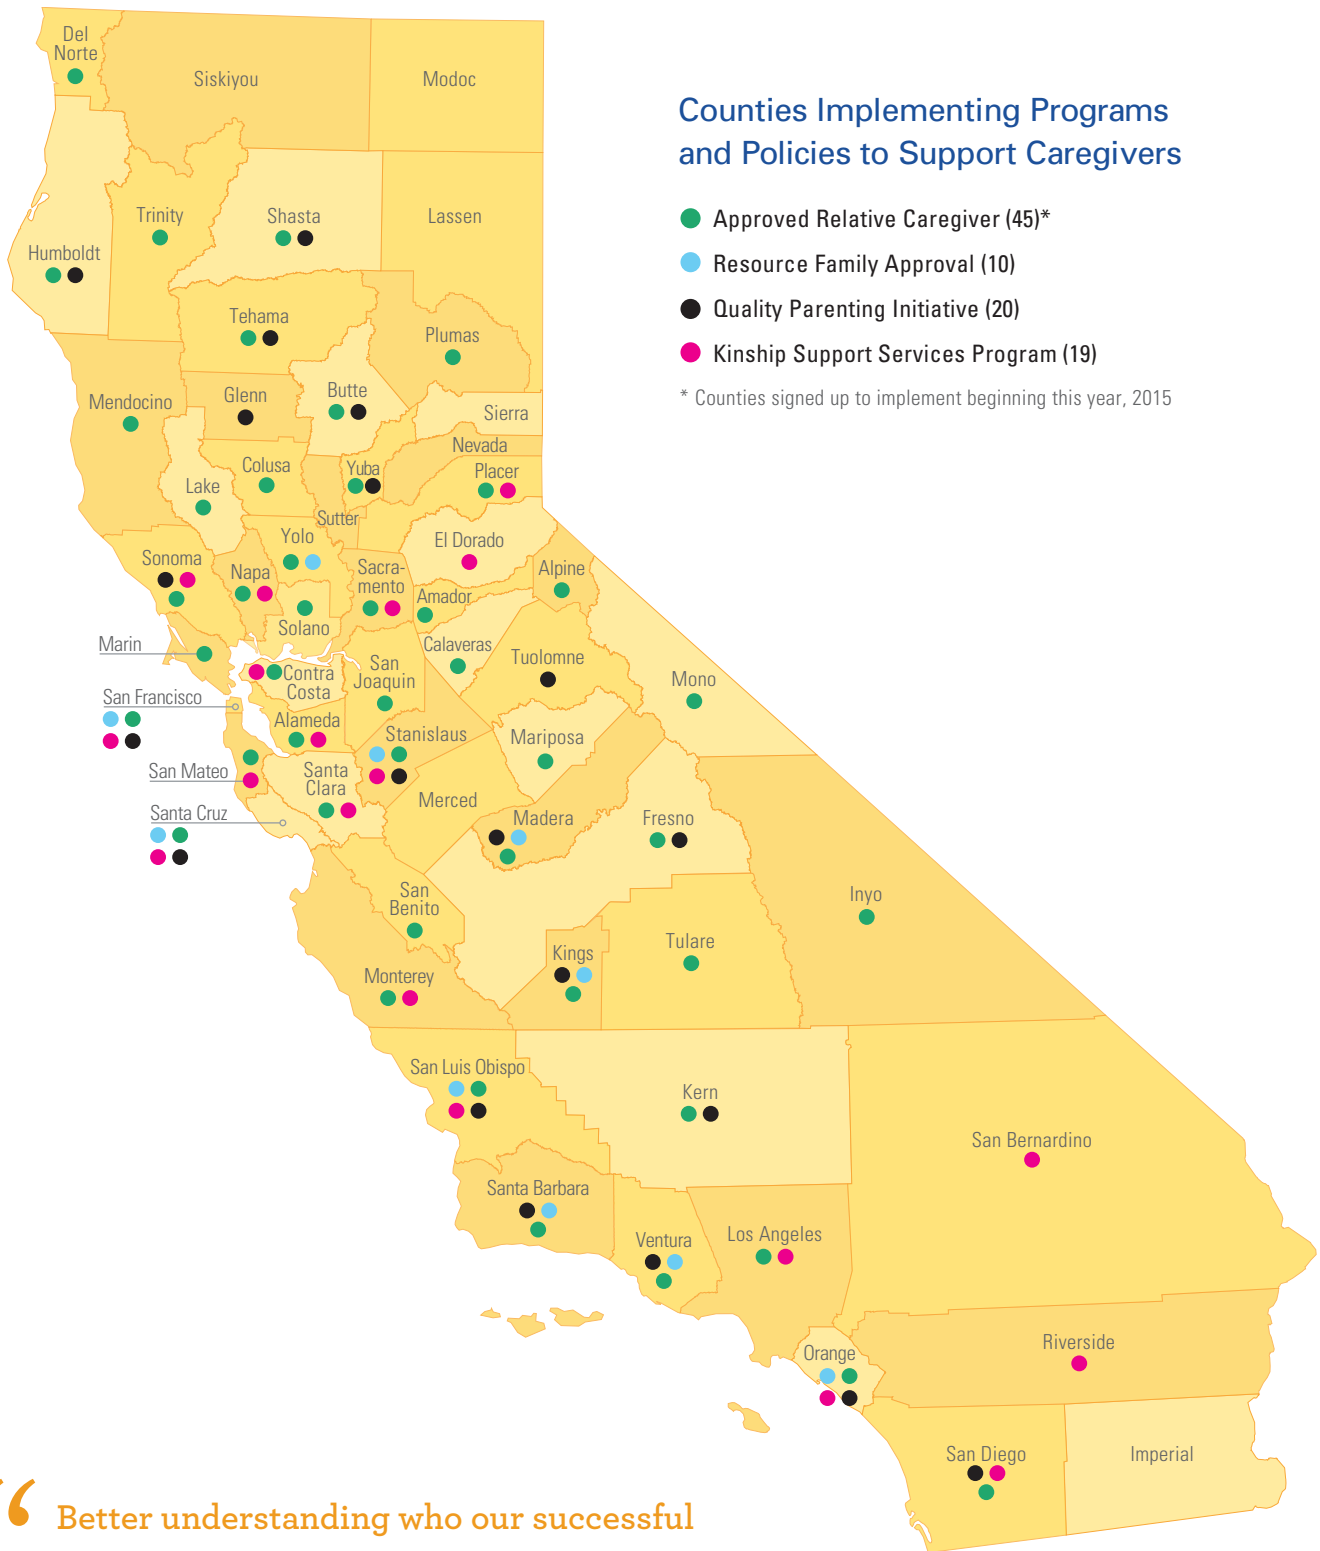 Counties Implementing Programs
and Policies to Support Caregivers
Approved Relative Caregiver (45)*
Resource Family Approval (10)
Quality Parenting Initiative (20)
Kinship Support Services Program (19)
* Counties signed up to implement beginning this year, 2015
Del
Norte
Siskiyou
Modoc
Trinity
Shasta
Lassen
Humboldt
Tehama
Plumas
Mendocino
Glenn
Butte
Sierra
Nevada
Colusa
Yuba
Placer
Lake
Sutter
Yolo
El Dorado
Sonoma
Napa
Sacra-
mento
Alpine
Amador
Solano
Marin
Calaveras
Contra
Costa
San
Joaquin
Tuolomne
Mono
San Francisco
Alameda
Stanislaus
Mariposa
San Mateo
Santa
Clara
Merced
Santa Cruz
Madera
Fresno
San
Benito
Inyo
Kings
Tulare
Monterey
San Luis Obispo
Kern
San Bernardino
Santa Barbara
Ventura
Los Angeles
Orange
Riverside
San Diego
Imperial
“ Better understanding who our successful